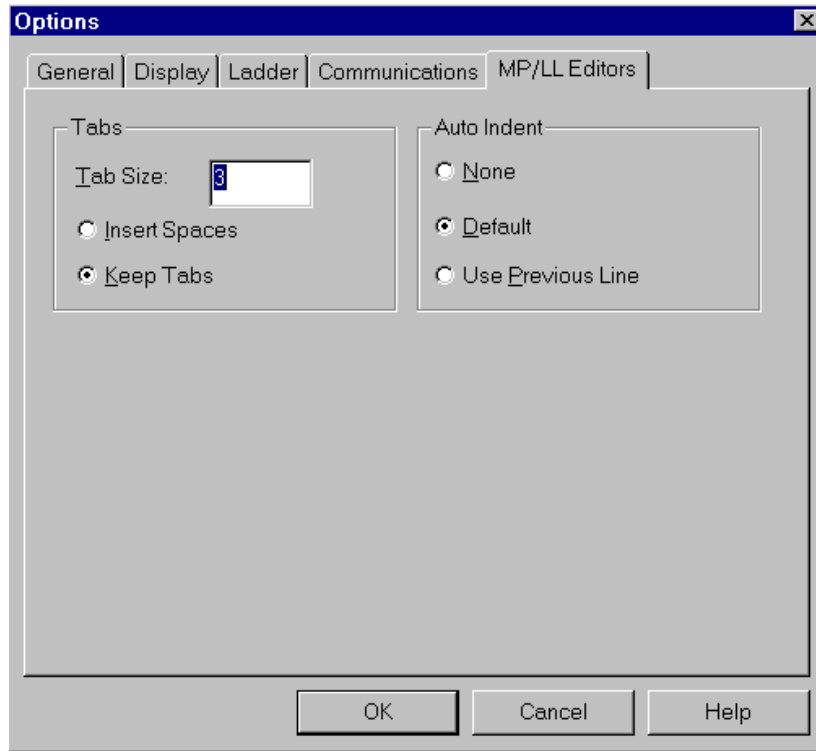 Options
General Display Ladder Communications MP/LL Editors
Tabs
Tab Size: 3
Insert Spaces
Keep Tabs
Auto Indent
None
Default
Use Previous Line
OK Cancel Help